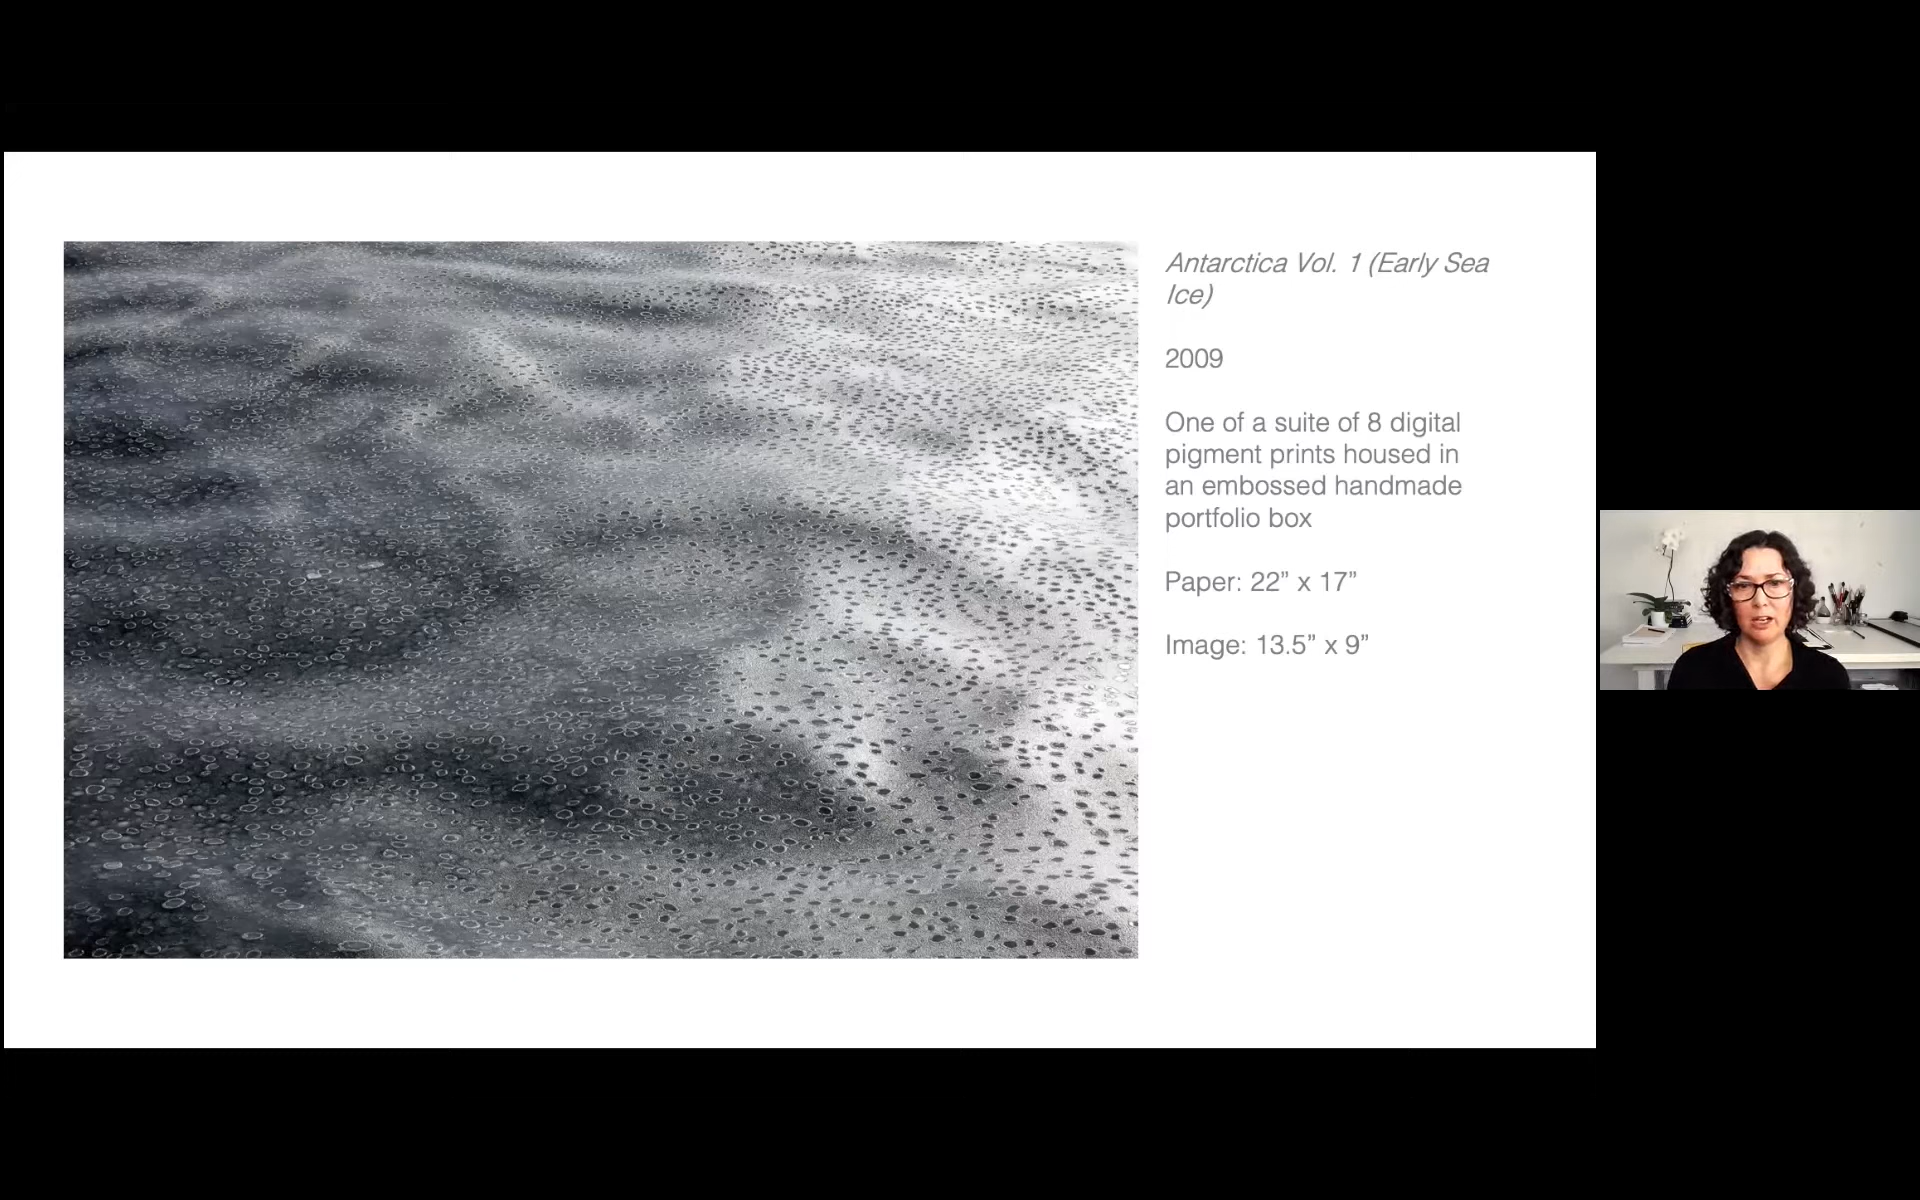 Antarctica Vol. 1 (Early Sea
Ice)
2009
One of a suite of 8 digital
pigment prints housed in
an embossed handmade
portfolio box
Paper: 22” x 17”
Image: 13.5” x 9”